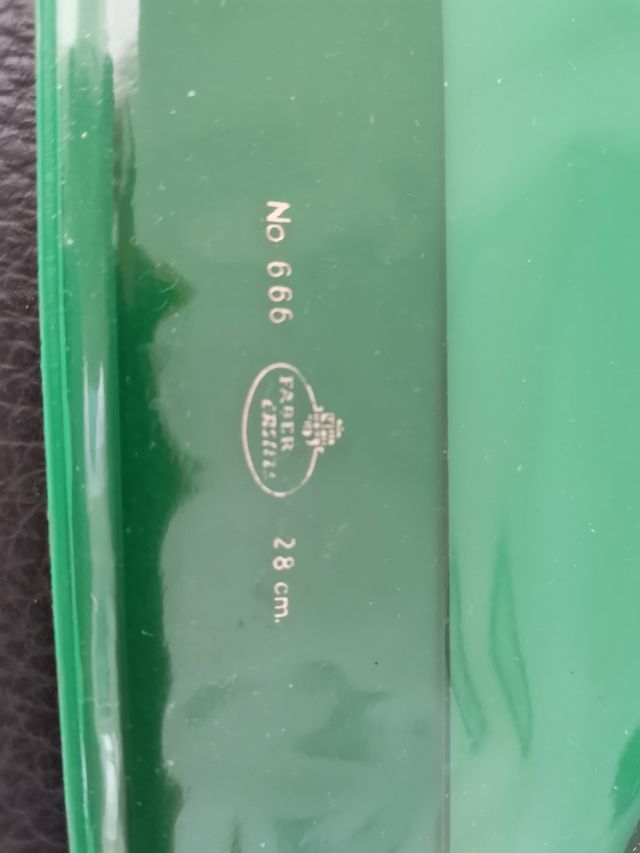 No 666
FABER
CASTELL
28 cm.